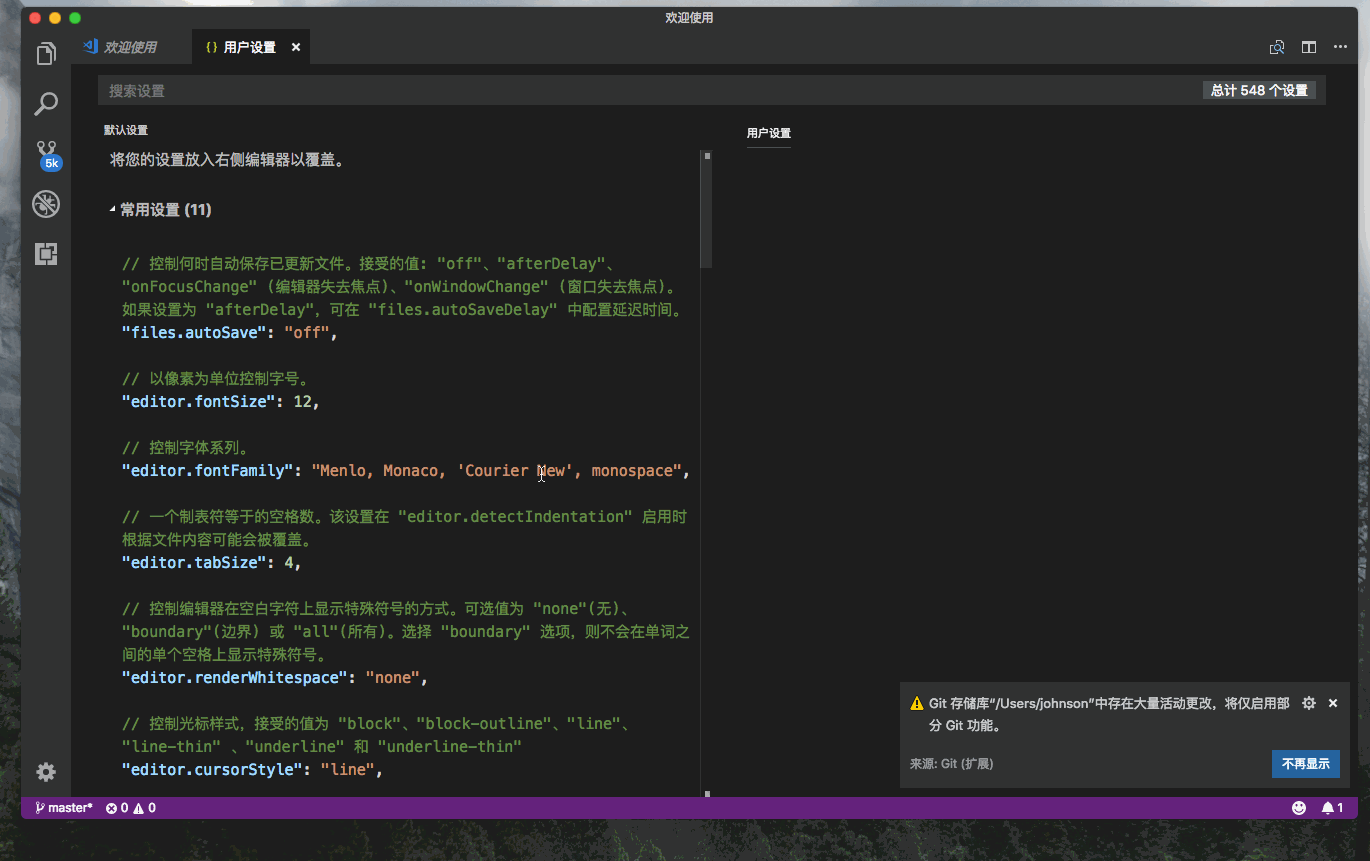 欢迎使用
欢迎使用
{} 用户设置 ×
搜索设置
总计 548 个设置
默认设置
用户设置
将您的设置放入右侧编辑器以覆盖。
常用设置 (11)
// 控制何时自动保存已更新文件。接受的值: "off"、"afterDelay"、
"onFocusChange" (编辑器失去焦点)、"onWindowChange" (窗口失去焦点)。
如果设置为 "afterDelay"，可在 "files.autoSaveDelay" 中配置延迟时间。
"files.autoSave": "off",
// 以像素为单位控制字号。
"editor.fontSize": 12,
// 控制字体系列。
"editor.fontFamily": "Menlo, Monaco, 'Courier New', monospace",
// 一个制表符等于的空格数。该设置在 "editor.detectIndentation" 启用时
根据文件内容可能会被覆盖。
"editor.tabSize": 4,
// 控制编辑器在空白字符上显示特殊符号的方式。可选值为 "none"(无)、
"boundary"(边界) 或 "all"(所有)。选择 "boundary" 选项，则不会在单词之
间的单个空格上显示特殊符号。
"editor.renderWhitespace": "none",
// 控制光标样式，接受的值为 "block"、"block-outline"、"line"、
"line-thin" 、"underline" 和 "underline-thin"
"editor.cursorStyle": "line",
5k
Git 存储库“/Users/johnson”中存在大量活动更改，将仅启用部
分 Git 功能。
来源: Git (扩展)
不再显示
master* 0 0
1